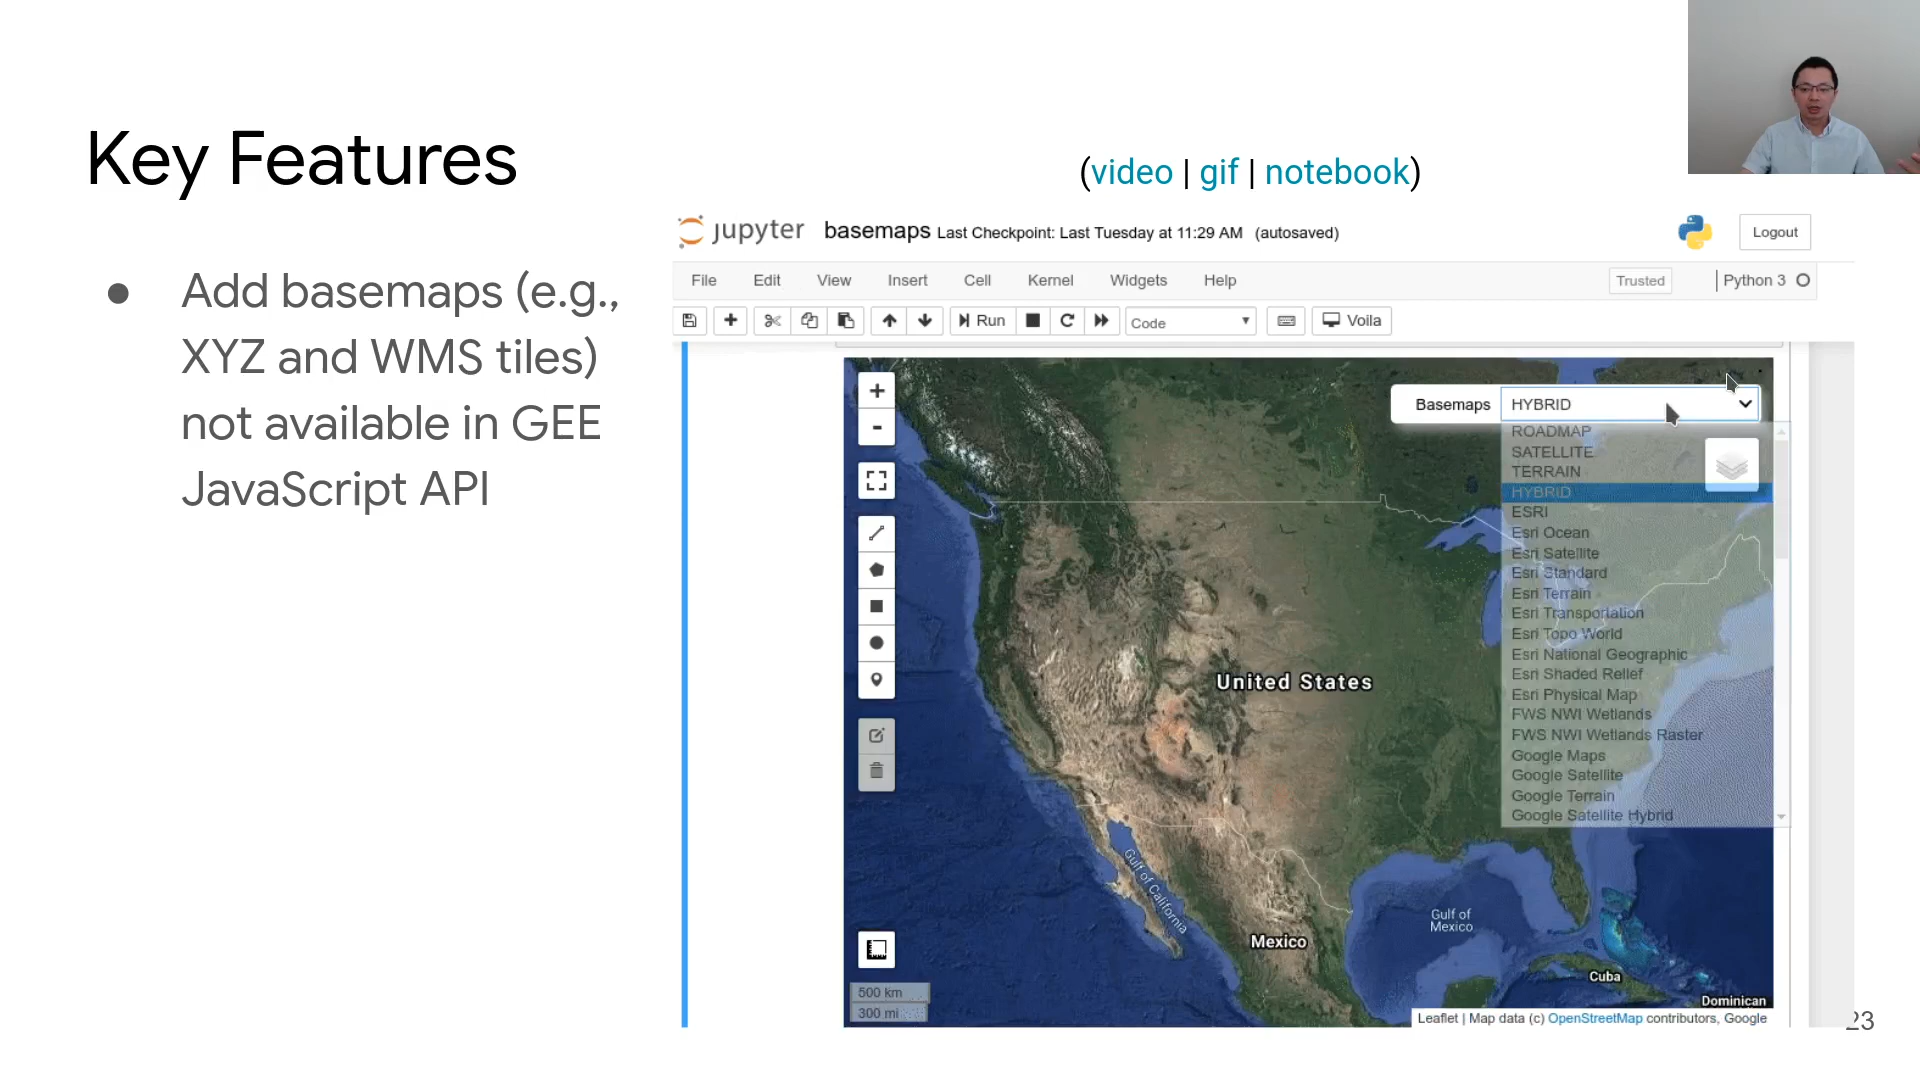 Key Features
(video | gif | notebook)
● Add basemaps (e.g.,
XYZ and WMS tiles)
not available in GEE
JavaScript API
jupyter basemaps Last Checkpoint: Last Tuesday at 11:29 AM (autosaved)
Logout
File Edit View Insert Cell Kernel Widgets Help
Trusted | Python 3
Run Code Voila
+
-
Basemaps HYBRID
ROADMAP
SATELLITE
TERRAIN
HYBRID
ESRI
Esri Ocean
Esri Satellite
Esri Standard
Esri Terrain
Esri Transportation
Esri Topo World
Esri National Geographic
Esri Shaded Relief
Esri Physical Map
FWS NWI Wetlands
FWS NWI Wetlands Raster
Google Maps
Google Satellite
Google Terrain
Google Satellite Hybrid
United States
Gulf of California
Mexico
Gulf of
Mexico
Cuba
Dominican
500 km
300 mi
Leaflet | Map data (c) OpenStreetMap contributors, Google
23